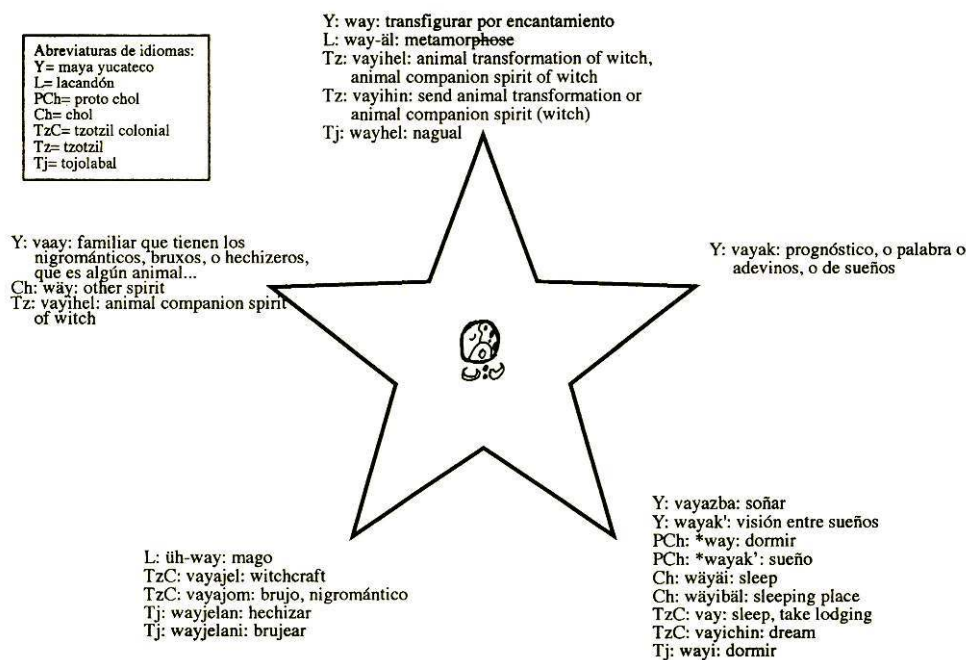 Y: way: transfigurar por encantamiento
L: way-äl: metamorphose
Tz: vayihel: animal transformation of witch,
animal companion spirit of witch
Tz: vayihin: send animal transformation or
animal companion spirit (witch)
Tj: wayhel: nagual
Abreviaturas de idiomas:
Y= maya yucateco
L= lacandón
PCh= proto chol
Ch= chol
TzC= tzotzil colonial
Tz= tzotzil
Tj= tojolabal
Y: vaay: familiar que tienen los
nigrománticos, bruxos, o hechizeros,
que es algún animal...
Ch: wäy: other spirit
Tz: vayihel: animal companion spirit
of witch
Y: vayak: prognóstico, o palabra o
adevinos, o de sueños
L: üh-way: mago
TzC: vayajel: witchcraft
TzC: vayajom: brujo, nigromántico
Tj: wayjelan: hechizar
Tj: wayjelani: brujear
Y: vayazba: soñar
Y: wayak': visión entre sueños
PCh: *way: dormir
PCh: *wayak’: sueño
Ch: wäyäi: sleep
Ch: wäyibäl: sleeping place
TzC: vay: sleep, take lodging
TzC: vayichin: dream
Tj: wayi: dormir